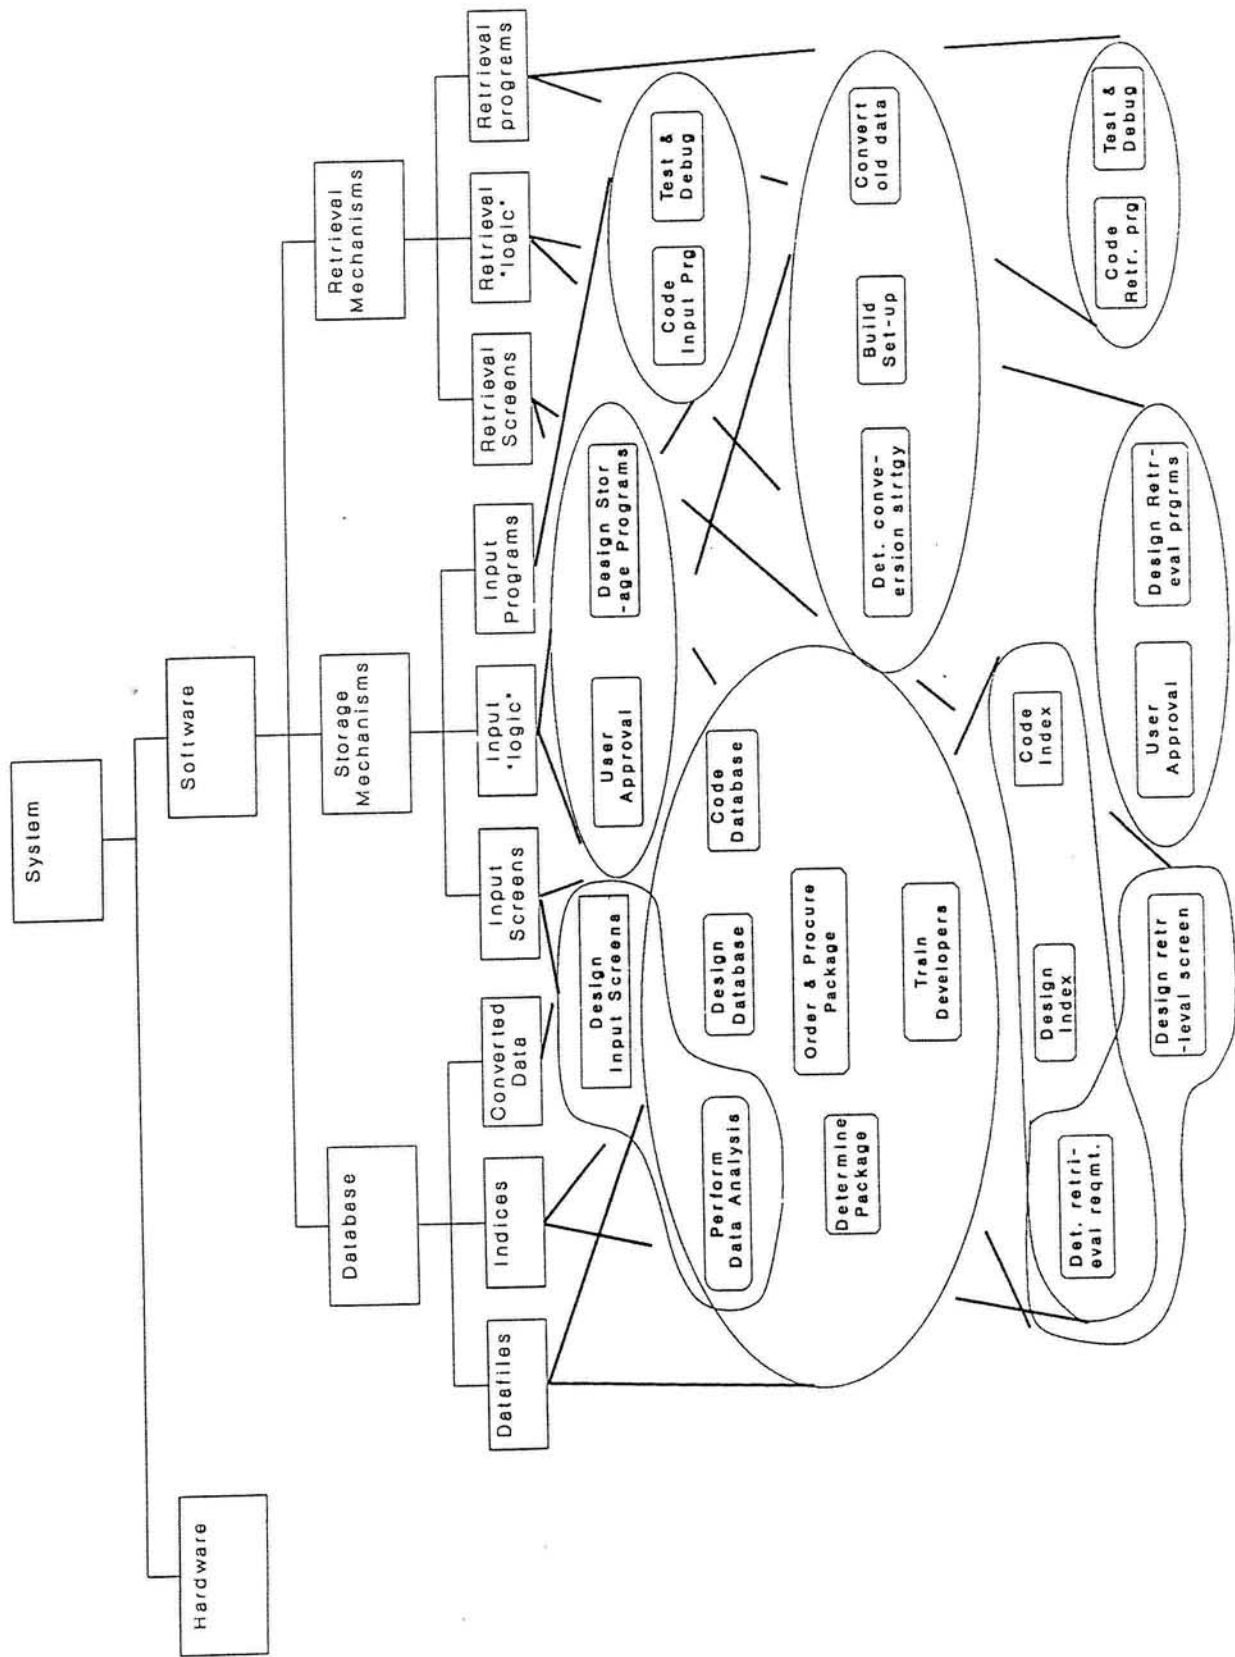 System
Hardware
Software
Database
Storage
Mechanisms
Retrieval
Mechanisms
Datafiles
Indices
Converted
Data
Input
Screens
Input
"logic"
Input
Programs
Retrieval
Screens
Retrieval
"logic"
Retrieval
programs
Design
Input Screens
User
Approval
Design Stor
-age Programs
Code
Input Prg
Test &
Debug
Perform
Data Analysis
Design
Database
Code
Database
Determine
Package
Order & Procure
Package
Train
Developers
Det. conve-
ersion strtgy
Build
Set-up
Convert
old data
Det. retri-
eval reqmt.
Design
Index
Code
Index
Design retr
-ieval screen
User
Approval
Design Retr-
eval prgrms
Code
Retr. prg
Test &
Debug